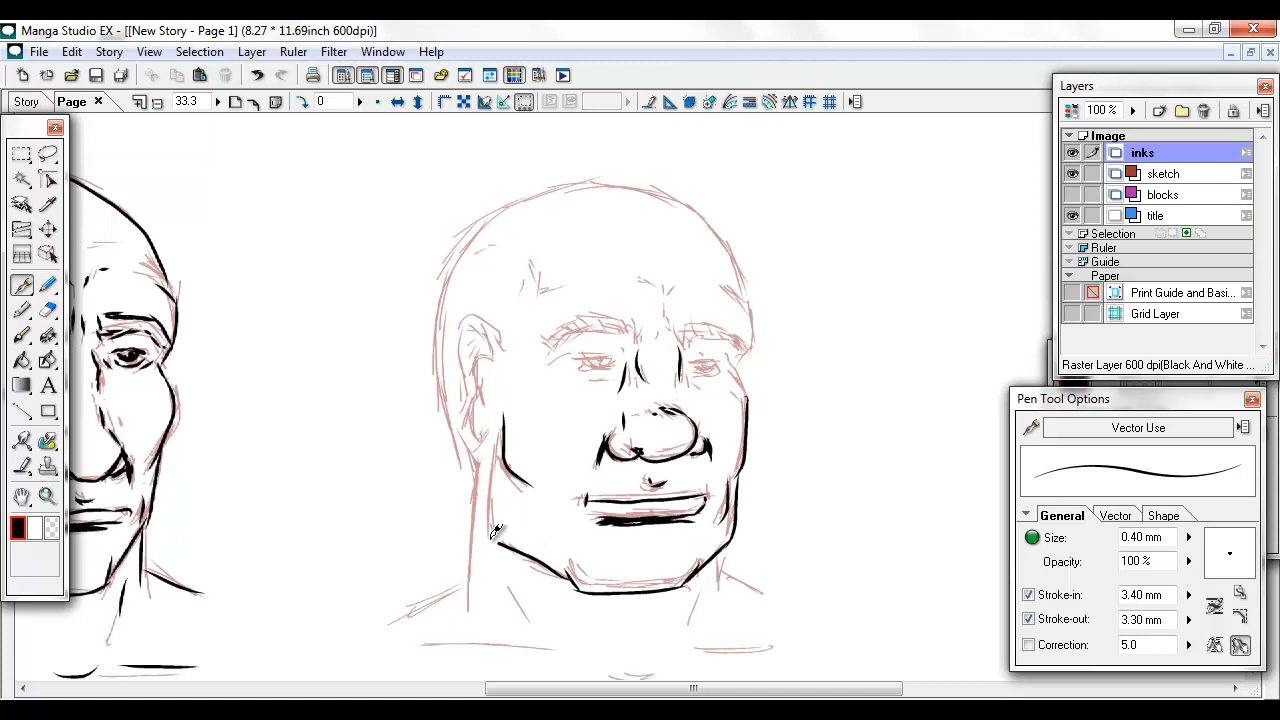 Manga Studio EX - [[New Story - Page 1] (8.27 * 11.69inch 600dpi)]
File Edit Story View Selection Layer Ruler Filter Window Help
Story Page 33.3 0
Layers
100 %
Image
inks
sketch
blocks
title
Selection
Ruler
Guide
Paper
Print Guide and Basi...
Grid Layer
Raster Layer 600 dpi(Black And White ...
Pen Tool Options
Vector Use
General Vector Shape
Size: 0.40 mm
Opacity: 100 %
Stroke-in: 3.40 mm
Stroke-out: 3.30 mm
Correction: 5.0
A